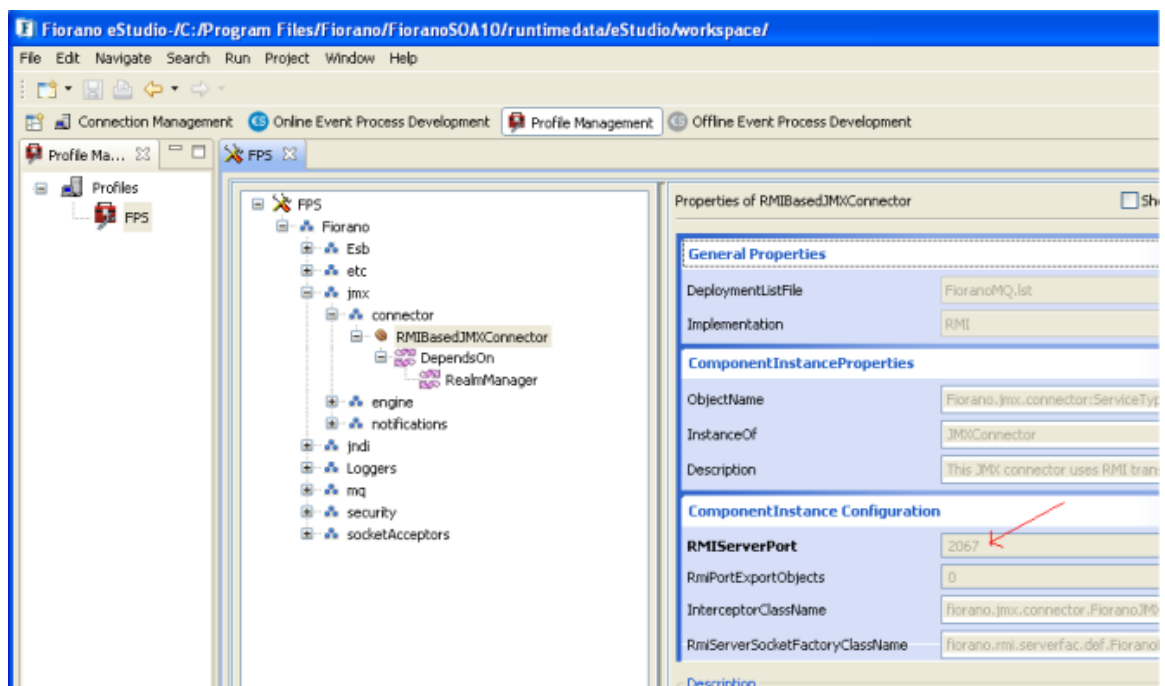 Fiorano eStudio-/C:/Program Files/Fiorano/FioranoSOA10/runtimedata/eStudio/workspace/
File Edit Navigate Search Run Project Window Help
Connection Management Online Event Process Development Profile Management Offline Event Process Development
Profile Ma... FPS
Profiles
FPS
FPS
Fiorano
Esb
etc
jmx
connector
RMIBasedJMXConnector
DependsOn
RealmManager
engine
notifications
jndi
Loggers
mq
security
socketAcceptors
Properties of RMIBasedJMXConnector Sh
General Properties
DeploymentListFile FioranoMQ.lst
Implementation RMI
ComponentInstanceProperties
ObjectName Fiorano.jmx.connector:ServiceTyp
InstanceOf JMXConnector
Description This JMX connector uses RMI tran
ComponentInstance Configuration
RMIServerPort 2067
RmiPortExportObjects 0
InterceptorClassName fiorano.jmx.connector.FioranoJM
RmiServerSocketFactoryClassName fiorano.rmi.serverfac.def.Fiorano
Description